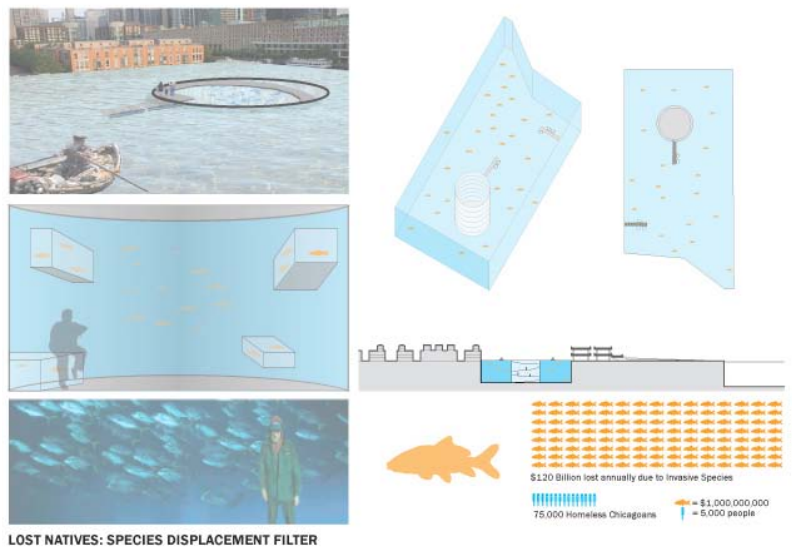 $120 Billion lost annually due to Invasive Species
75,000 Homeless Chicagoans
= $1,000,000,000
= 5,000 people
LOST NATIVES: SPECIES DISPLACEMENT FILTER